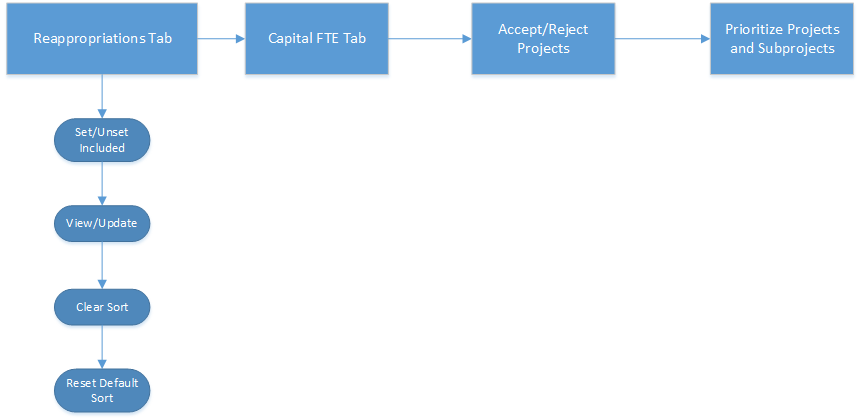 Reappropriations Tab
Capital FTE Tab
Accept/Reject
Projects
Prioritize Projects
and Subprojects
Set/Unset
Included
View/Update
Clear Sort
Reset Default
Sort